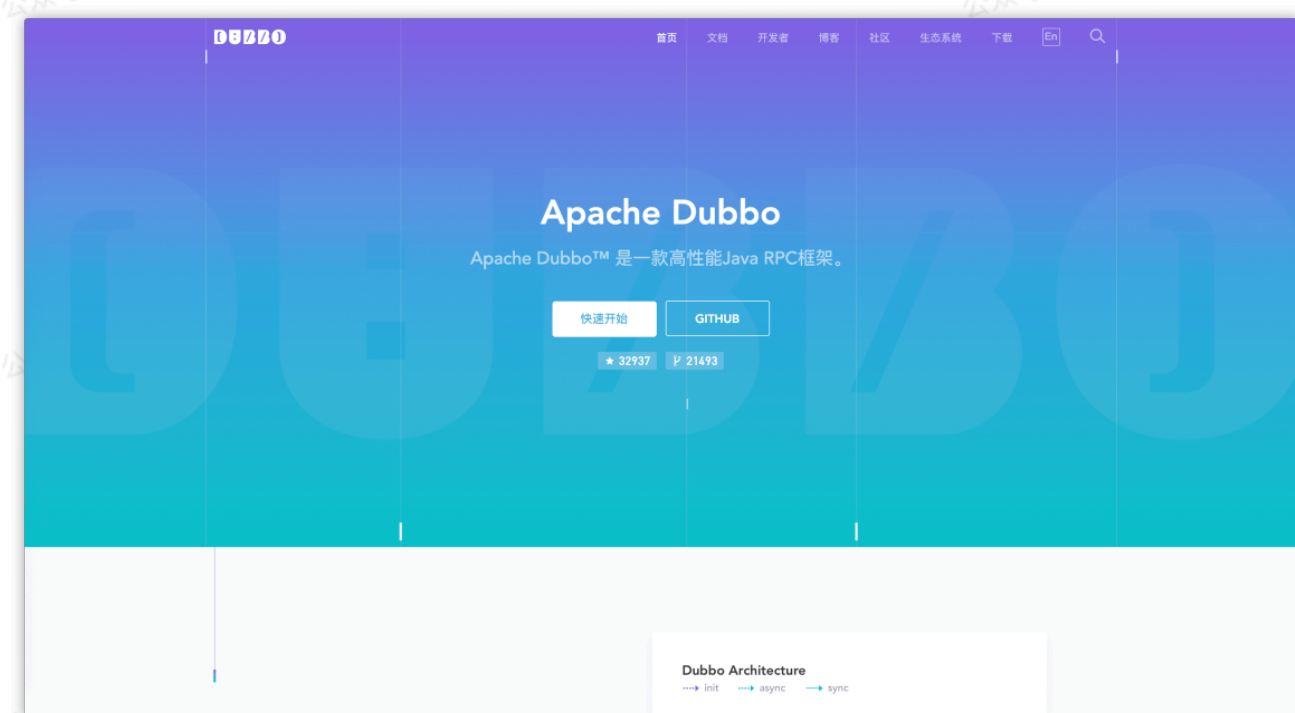 DUBBO
首页 文档 开发者 博客 社区 生态系统 下载 En
Apache Dubbo
Apache Dubbo™ 是一款高性能Java RPC框架。
快速开始 GITHUB
32937 21493
Dubbo Architecture
init async sync